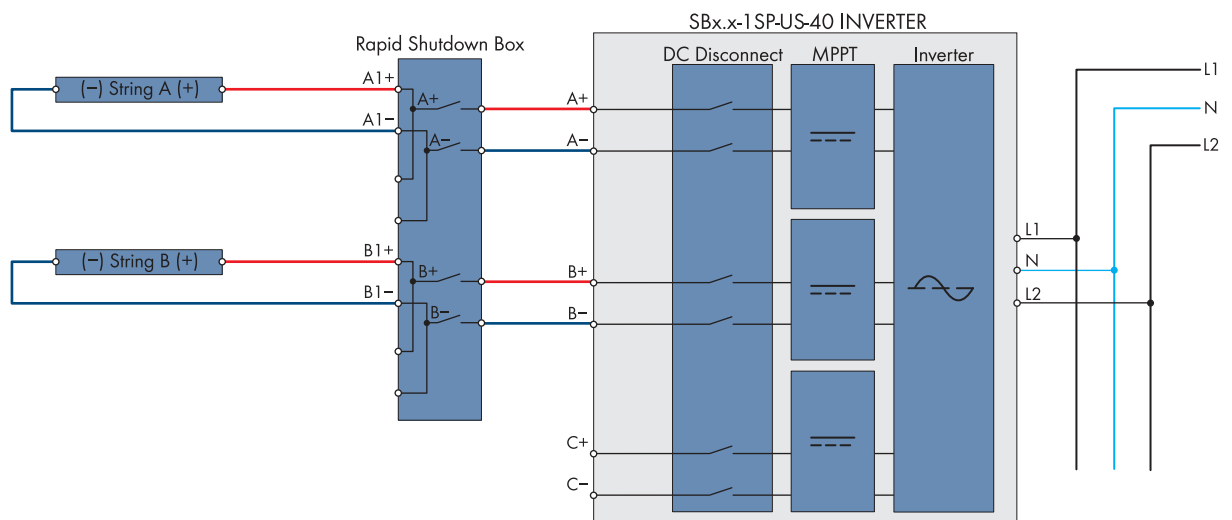 SBx.x-1SP-US-40 INVERTER
Rapid Shutdown Box
DC Disconnect
MPPT
Inverter
(−) String A (+)
A1+
A1−
A+
A−
A+
A−
(−) String B (+)
B1+
B1−
B+
B−
B+
B−
C+
C−
L1
N
L2
L1
N
L2